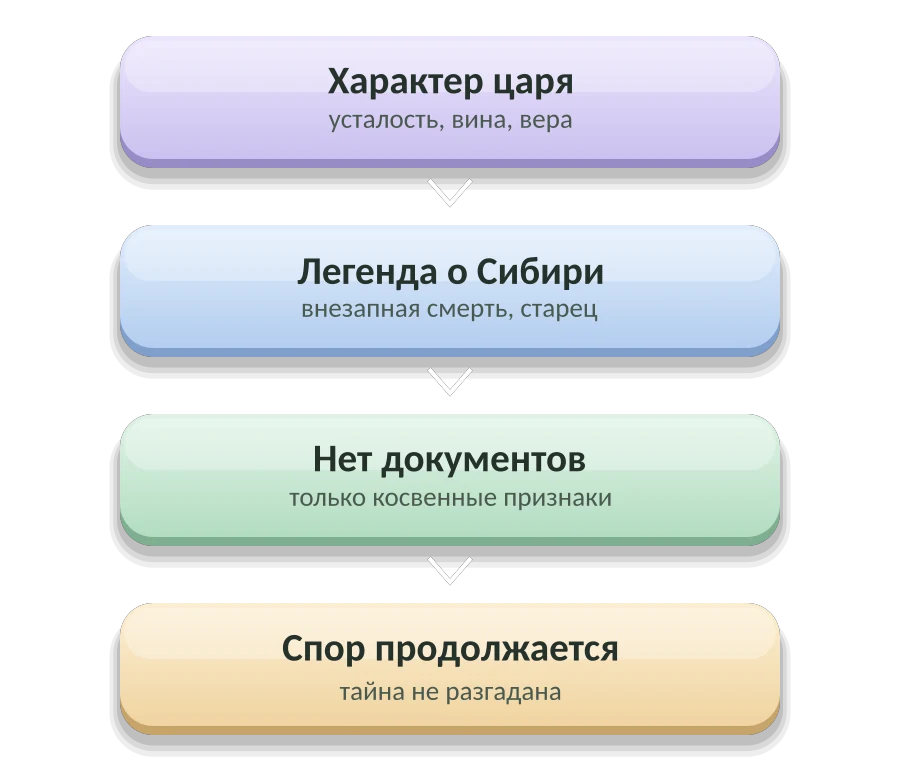 Характер царя
усталость, вина, вера
Легенда о Сибири
внезапная смерть, старец
Нет документов
только косвенные признаки
Спор продолжается
тайна не разгадана